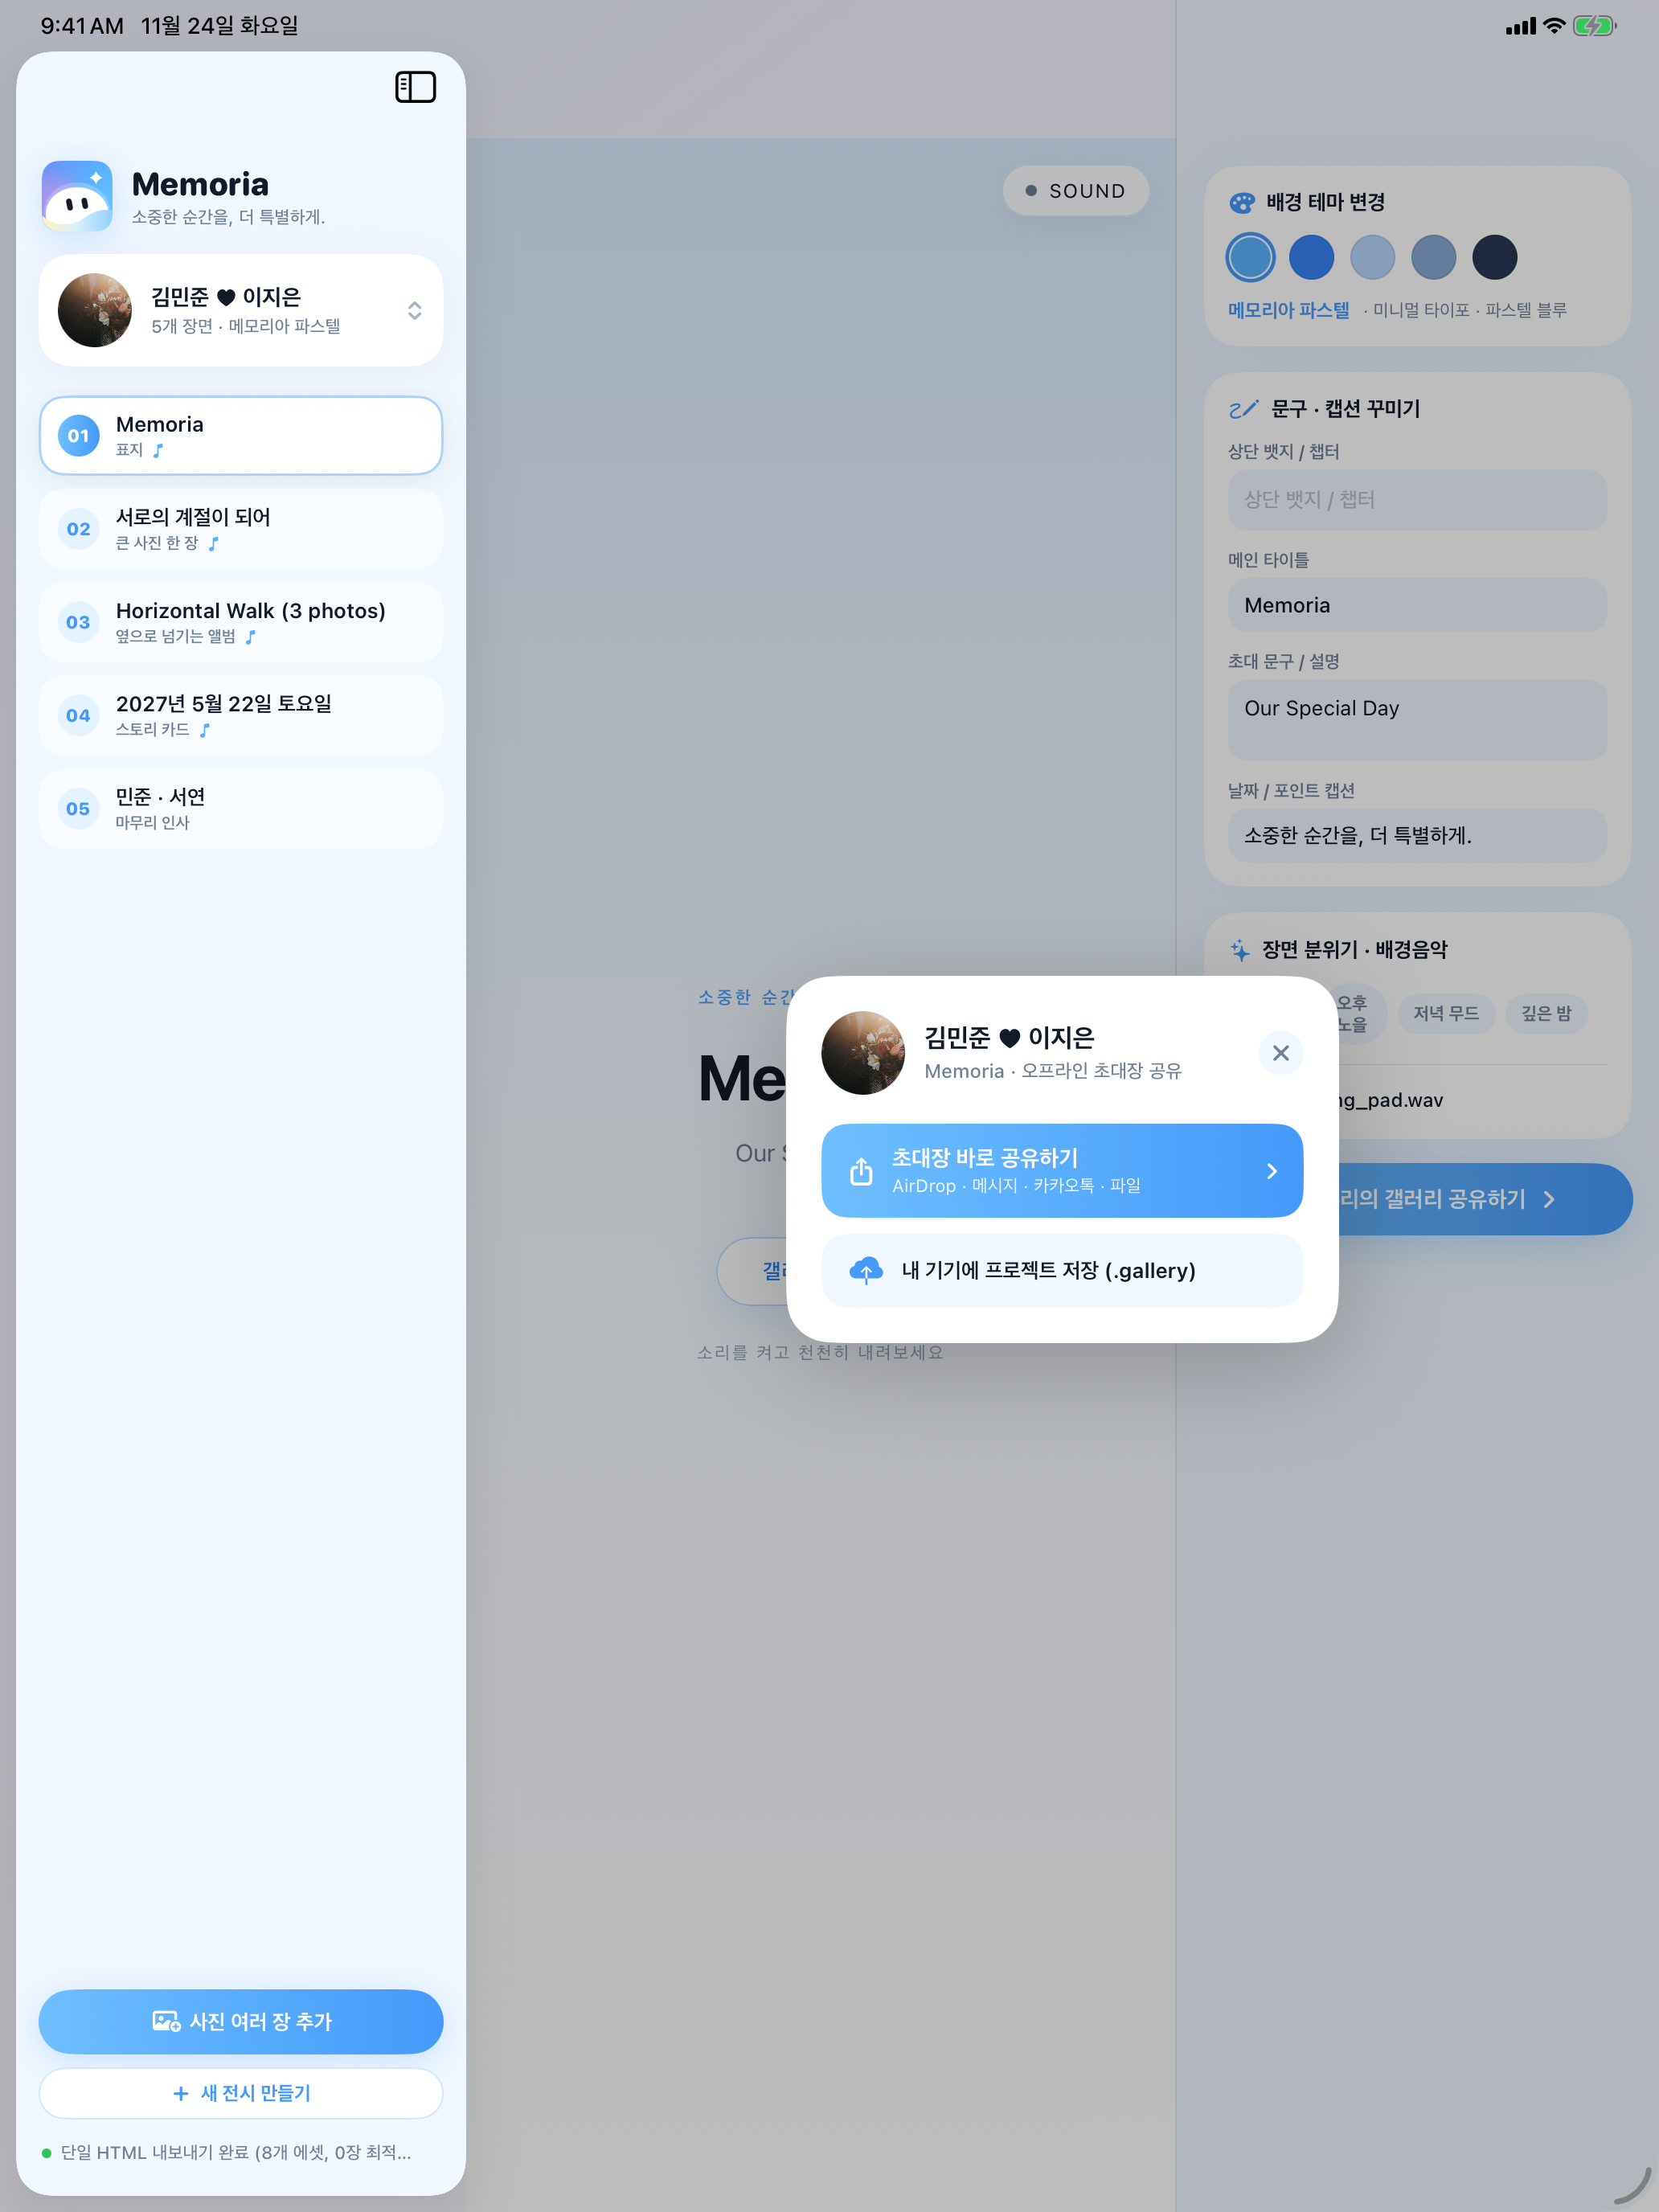 9:41 AM 11월 24일 화요일
Memoria
소중한 순간을, 더 특별하게.
김민준 ♥ 이지은
5개 장면 · 메모리아 파스텔
01
Memoria
표지
02
서로의 계절이 되어
큰 사진 한 장
03
Horizontal Walk (3 photos)
옆으로 넘기는 앨범
04
2027년 5월 22일 토요일
스토리 카드
05
민준 · 서연
마무리 인사
사진 여러 장 추가
+ 새 전시 만들기
단일 HTML 내보내기 완료 (8개 에셋, 0장 최적...
SOUND
소중한 순간
Me
Our
갤
소리를 켜고 천천히 내려보세요
김민준 ♥ 이지은
Memoria · 오프라인 초대장 공유
초대장 바로 공유하기
AirDrop · 메시지 · 카카오톡 · 파일
내 기기에 프로젝트 저장 (.gallery)
배경 테마 변경
메모리아 파스텔 · 미니멀 타이포 · 파스텔 블루
문구 · 캡션 꾸미기
상단 뱃지 / 챕터
상단 뱃지 / 챕터
메인 타이틀
Memoria
초대 문구 / 설명
Our Special Day
날짜 / 포인트 캡션
소중한 순간을, 더 특별하게.
장면 분위기 · 배경음악
오후
노을
저녁 무드
깊은 밤
ng_pad.wav
리의 갤러리 공유하기